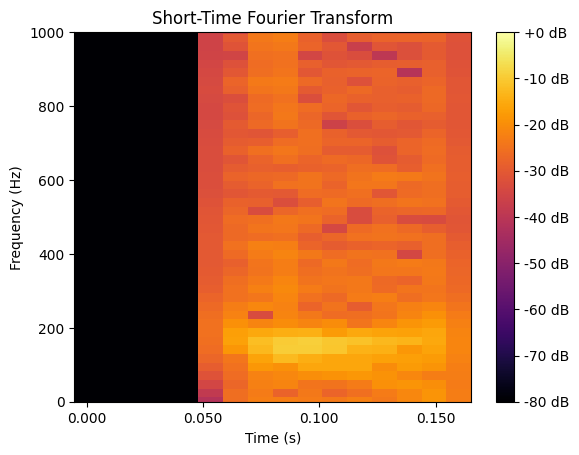 Short-Time Fourier Transform
1000
800
600
400
200
0
Frequency (Hz)
0.000
0.050
0.100
0.150
Time (s)
+0 dB
-10 dB
-20 dB
-30 dB
-40 dB
-50 dB
-60 dB
-70 dB
-80 dB